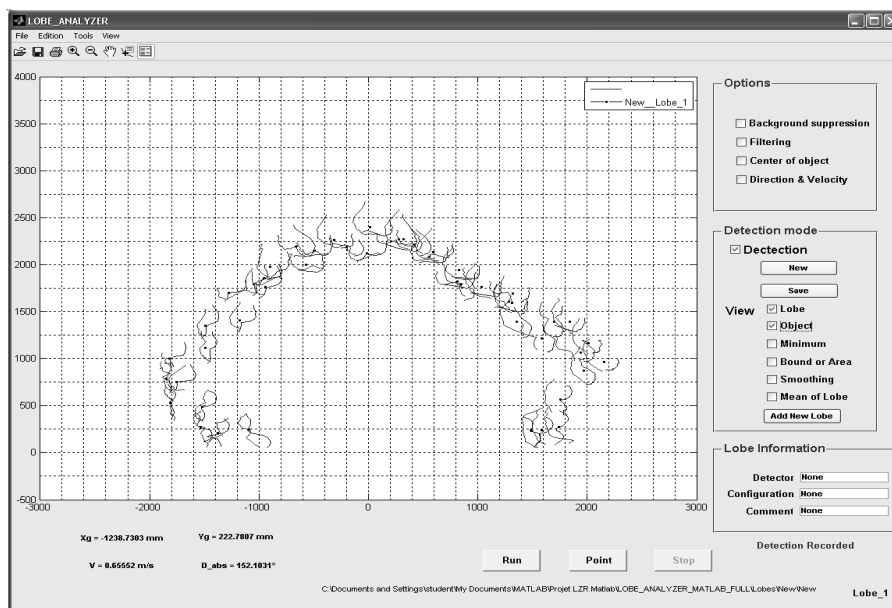 LOBE_ANALYZER
File Edition Tools View
4000
3500
3000
2500
2000
1500
1000
500
0
-500
-3000 -2000 -1000 0 1000 2000 3000
New__Lobe_1
Options
Background suppression
Filtering
Center of object
Direction & Velocity
Detection mode
Dectection
New
Save
View
Lobe
Object
Minimum
Bound or Area
Smoothing
Mean of Lobe
Add New Lobe
Lobe Information
Detector None
Configuration None
Comment None
Xg = -1238.7303 mm Yg = 222.7807 mm
V = 0.65552 m/s D_abs = 152.1031°
Run Point Stop
Detection Recorded
C:\Documents and Settings\student\My Documents\MATLAB\Projet LZR Matlab\LOBE_ANALYZER_MATLAB_FULL\Lobes\New\New
Lobe_1